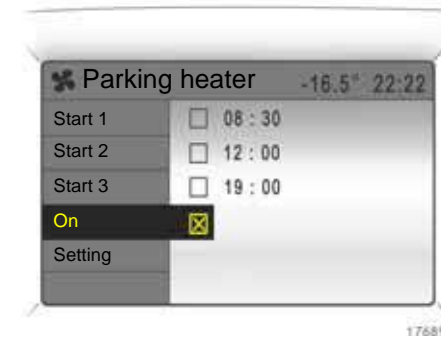 Parking heater -16.5° 22:22
Start 1 08 : 30
Start 2 12 : 00
Start 3 19 : 00
On
Setting